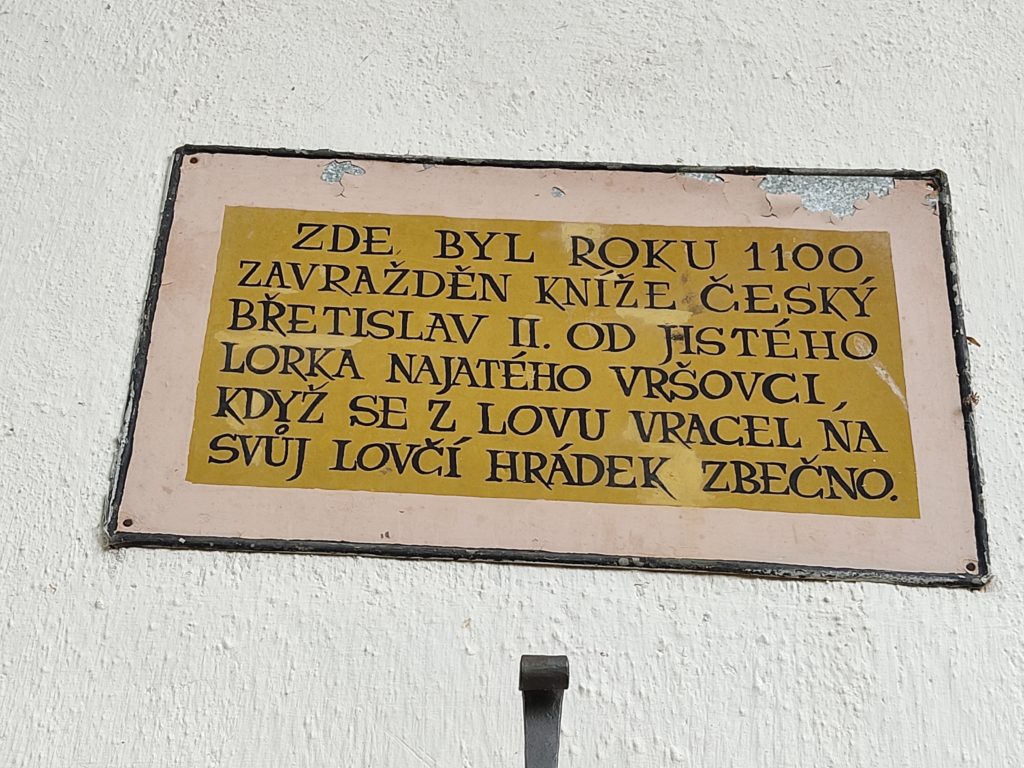 ZDE BYL ROKU 1100
ZAVRAŽDĚN KNÍŽE ČESKÝ
BŘETISLAV II. OD JISTÉHO
LORKA NAJATÉHO VRŠOVCI,
KDYŽ SE Z LOVU VRACEL NA
SVŮJ LOVČÍ HRÁDEK ZBEČNO.